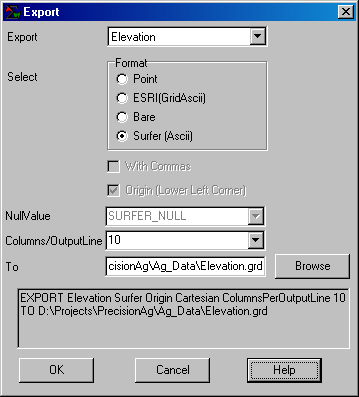 Export
Export
Elevation
Select
Format
Point
ESRI(GridAscii)
Bare
Surfer (Ascii)
With Commas
Origin (Lower Left Corner)
NullValue
SURFER_NULL
Columns/OutputLine
10
To
cisionAg\Ag_Data\Elevation.grd
Browse
EXPORT Elevation Surfer Origin Cartesian ColumnsPerOutputLine 10
TO D:\Projects\PrecisionAg\Ag_Data\Elevation.grd
OK
Cancel
Help